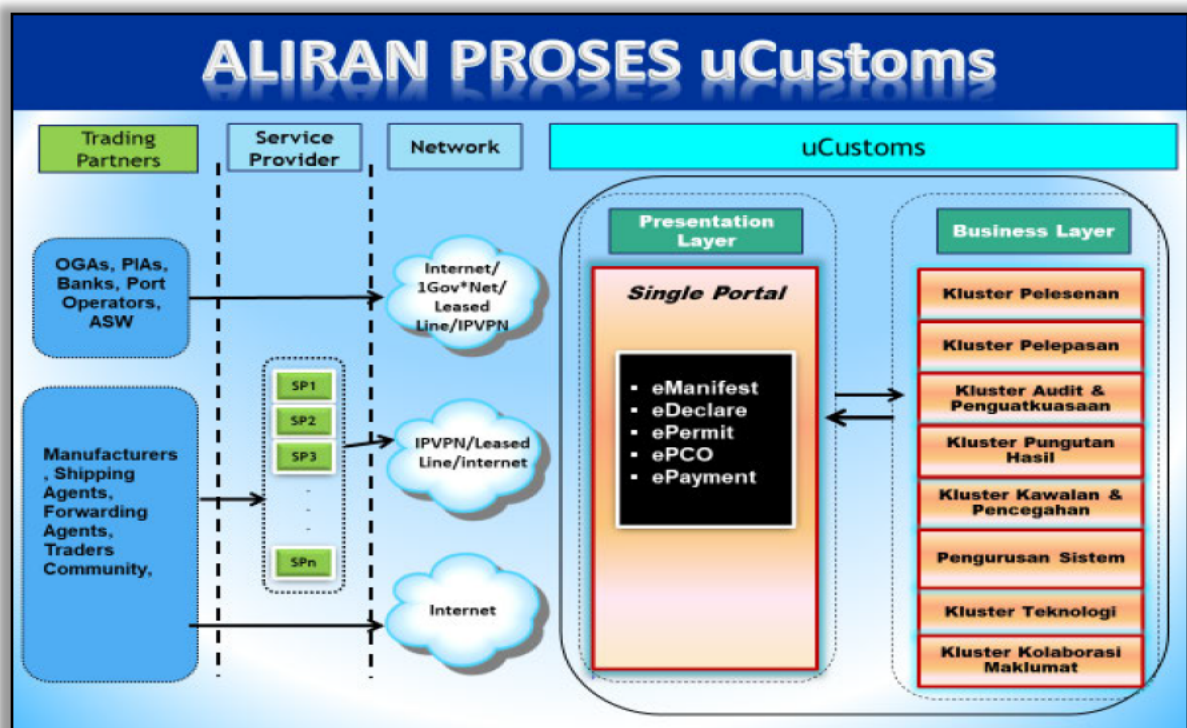 ALIRAN PROSES uCustoms
Trading
Partners
Service
Provider
Network
uCustoms
OGAs, PIAs,
Banks, Port
Operators,
ASW
Manufacturers
, Shipping
Agents,
Forwarding
Agents,
Traders
Community,
SP1
SP2
SP3
.
.
.
SPn
Internet/
1Gov*Net/
Leased
Line/IPVPN
IPVPN/Leased
Line/internet
Internet
Presentation
Layer
Single Portal
▪ eManifest
▪ eDeclare
▪ ePermit
▪ ePCO
▪ ePayment
Business Layer
Kluster Pelesenan
Kluster Pelepasan
Kluster Audit &
Penguatkuasaan
Kluster Pungutan
Hasil
Kluster Kawalan &
Pencegahan
Pengurusan Sistem
Kluster Teknologi
Kluster Kolaborasi
Maklumat